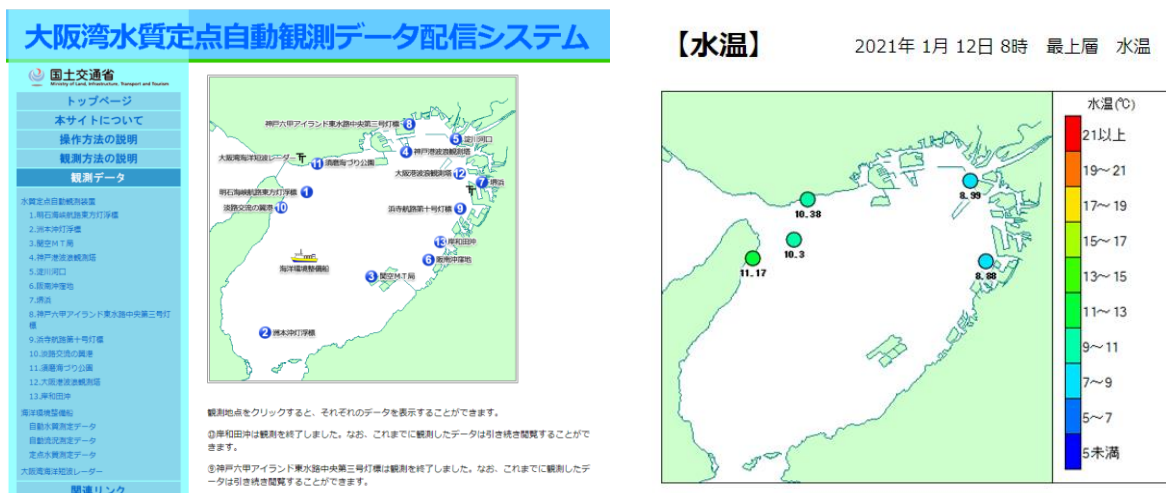 大阪湾水質定点自動観測データ配信システム
国土交通省
Ministry of Land, Infrastructure, Transport and Tourism
トップページ
本サイトについて
操作方法の説明
観測方法の説明
観測データ
水質定点自動観測装置
1.明石海峡航路東方灯浮標
2.洲本沖灯浮標
3.関空MT局
4.神戸港波浪観測塔
5.淀川河口
6.阪南沖窪地
7.堺浜
8.神戸六甲アイランド東水路中央第三号灯
標
9.浜寺航路第十号灯標
10.淡路交流の翼港
11.須磨海づり公園
12.大阪港波浪観測塔
13.岸和田沖
海洋環境整備船
自動水質測定データ
自動流況測定データ
定点水質測定データ
大阪湾海洋短波レーダー
関連リンク
神戸六甲アイランド東水路中央第三号灯標 8
5 淀川河口
4 神戸港波浪観測塔
大阪湾海洋短波レーダー
11 須磨海づり公園
大阪港波浪観測塔 12
7 堺浜
明石海峡航路東方灯浮標 1
淡路交流の翼港 10
浜寺航路第十号灯標 9
13 岸和田沖
6 阪南沖窪地
海洋環境整備船
3 関空MT局
2 洲本沖灯浮標
観測地点をクリックすると、それぞれのデータを表示することができます。
⑬岸和田沖は観測を終了しました。なお、これまでに観測したデータは引き続き閲覧することがで
きます。
⑧神戸六甲アイランド東水路中央第三号灯標は観測を終了しました。なお、これまでに観測したデ
ータは引き続き閲覧することができます。
【水温】
2021年 1月 12日 8時 最上層 水温
8.99
10.38
10.3
11.17
8.88
水温(℃)
21以上
19～21
17～19
15～17
13～15
11～13
9～11
7～9
5～7
5未満